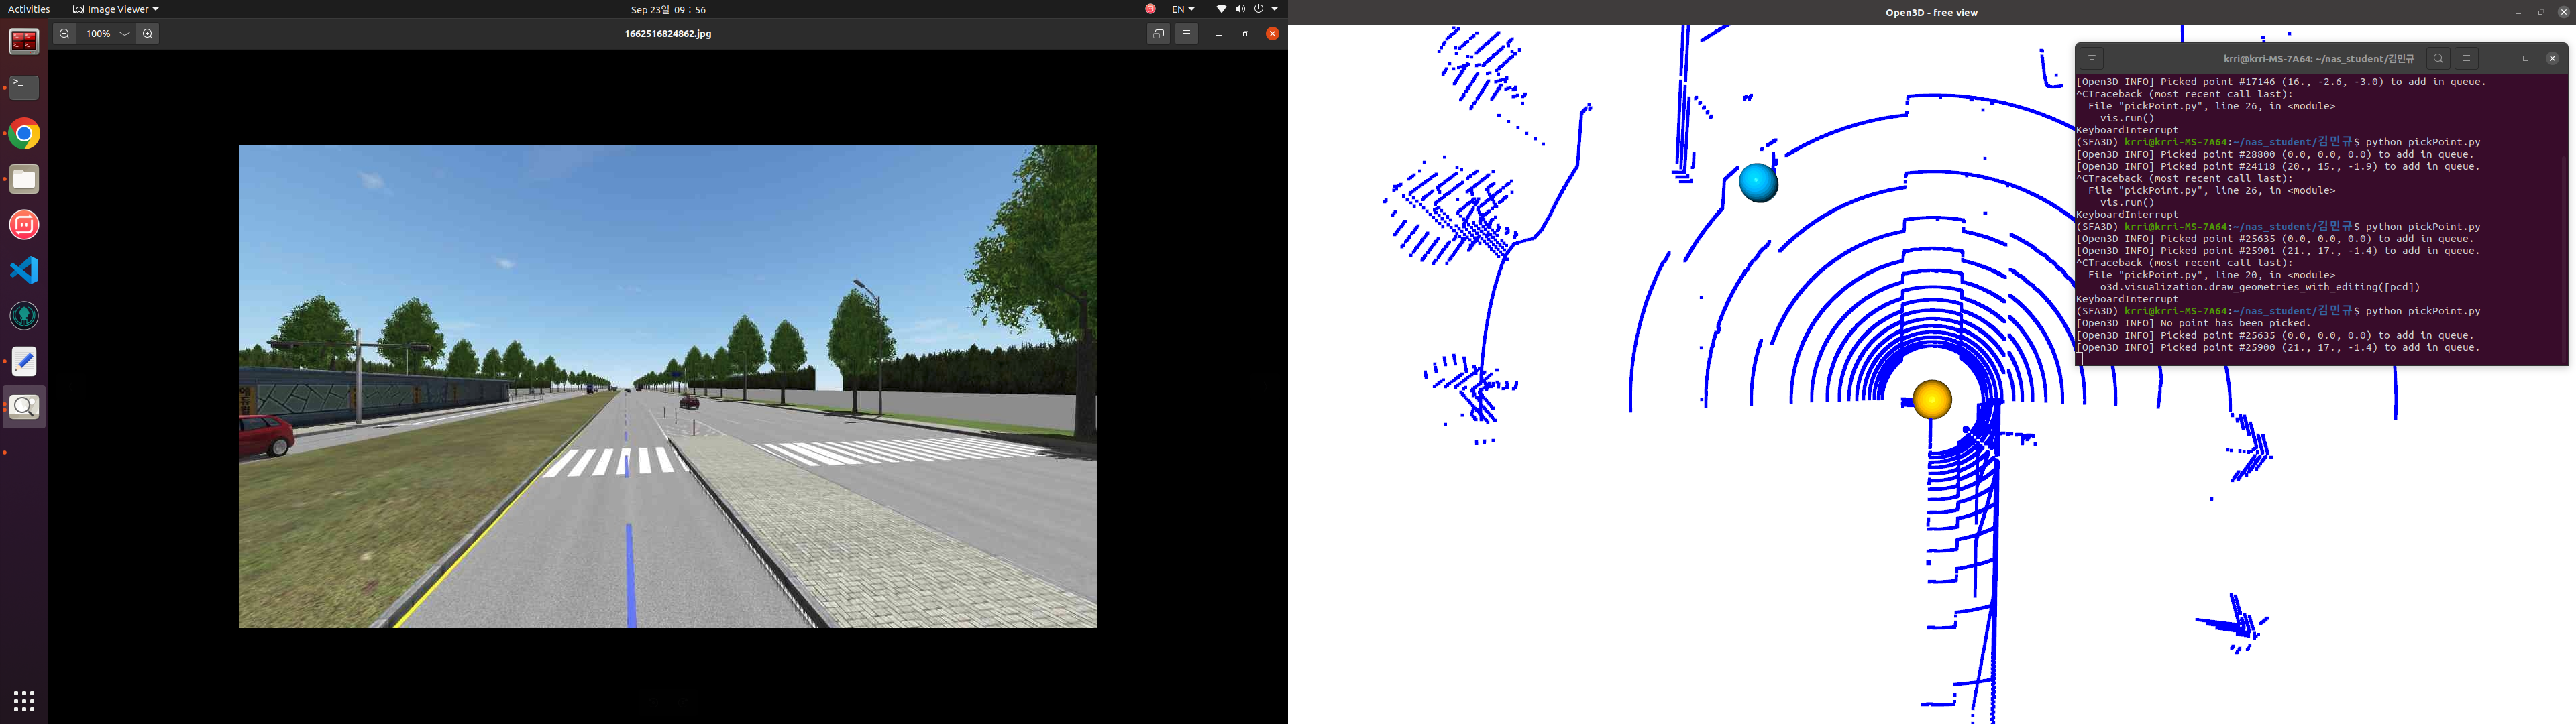 Activities
Image Viewer
Sep 23일 09 : 56
EN
100%
1662516824862.jpg
Open3D - free view
krri@krri-MS-7A64: ~/nas_student/김민규
[Open3D INFO] Picked point #17146 (16., -2.6, -3.0) to add in queue.
^CTraceback (most recent call last):
File "pickPoint.py", line 26, in <module>
vis.run()
KeyboardInterrupt
(SFA3D) krri@krri-MS-7A64:~/nas_student/김민규$ python pickPoint.py
[Open3D INFO] Picked point #28800 (0.0, 0.0, 0.0) to add in queue.
[Open3D INFO] Picked point #24118 (20., 15., -1.9) to add in queue.
^CTraceback (most recent call last):
File "pickPoint.py", line 26, in <module>
vis.run()
KeyboardInterrupt
(SFA3D) krri@krri-MS-7A64:~/nas_student/김민규$ python pickPoint.py
[Open3D INFO] Picked point #25635 (0.0, 0.0, 0.0) to add in queue.
[Open3D INFO] Picked point #25901 (21., 17., -1.4) to add in queue.
^CTraceback (most recent call last):
File "pickPoint.py", line 20, in <module>
o3d.visualization.draw_geometries_with_editing([pcd])
KeyboardInterrupt
(SFA3D) krri@krri-MS-7A64:~/nas_student/김민규$ python pickPoint.py
[Open3D INFO] No point has been picked.
[Open3D INFO] Picked point #25635 (0.0, 0.0, 0.0) to add in queue.
[Open3D INFO] Picked point #25900 (21., 17., -1.4) to add in queue.